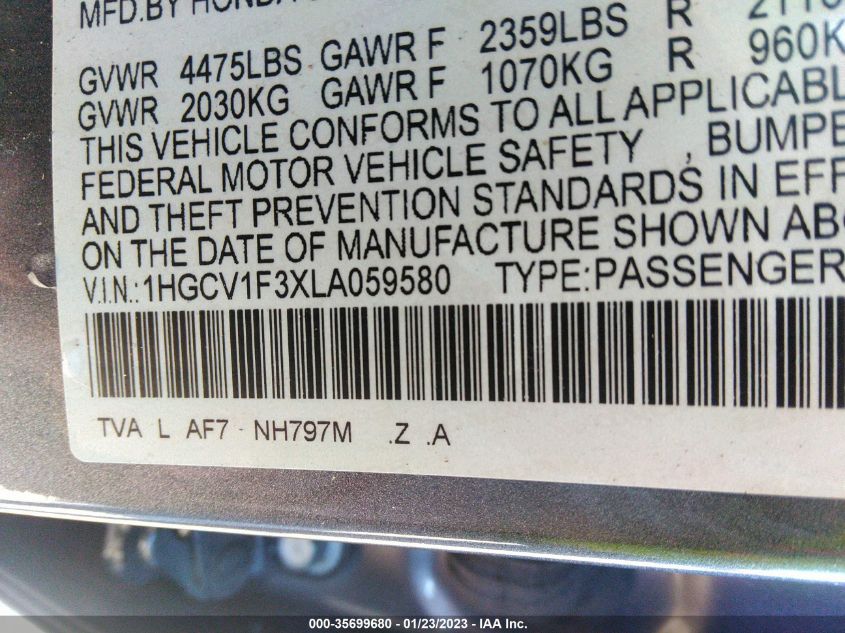 MFD.BY HONDA
GVWR 4475LBS GAWR F 2359LBS R
GVWR 2030KG GAWR F 1070KG R 960K
THIS VEHICLE CONFORMS TO ALL APPLICABL
FEDERAL MOTOR VEHICLE SAFETY , BUMPE
AND THEFT PREVENTION STANDARDS IN EFF
ON THE DATE OF MANUFACTURE SHOWN ABO
V.I.N.:1HGCV1F3XLA059580 TYPE:PASSENGER
TVA L AF7 - NH797M .Z .A
000-35699680 / 01/23/2023 - IAA Inc.